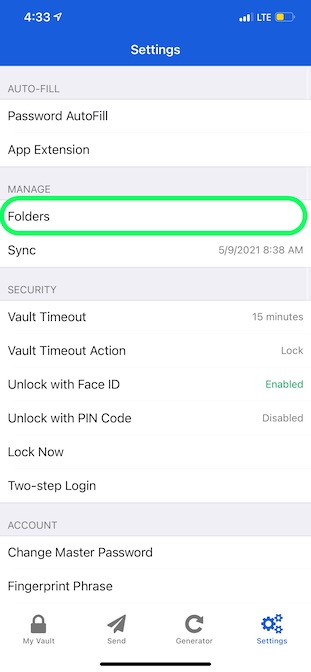 4:33 LTE
Settings
AUTO-FILL
Password AutoFill
App Extension
MANAGE
Folders
Sync 5/9/2021 8:38 AM
SECURITY
Vault Timeout 15 minutes
Vault Timeout Action Lock
Unlock with Face ID Enabled
Unlock with PIN Code Disabled
Lock Now
Two-step Login
ACCOUNT
Change Master Password
Fingerprint Phrase
My Vault Send Generator Settings